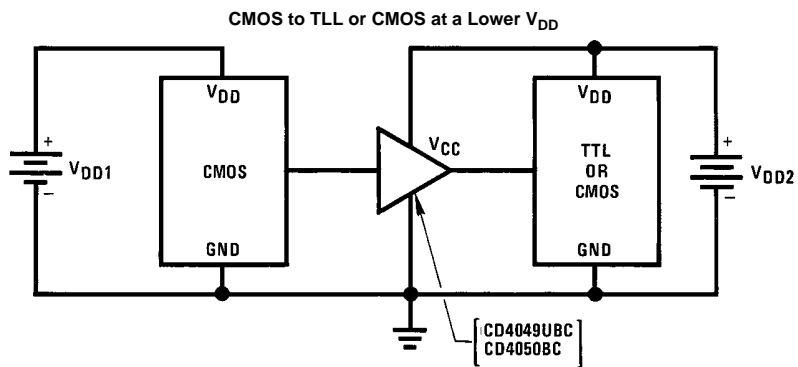 CMOS to TLL or CMOS at a Lower VDD
VDD
VDD
+
VCC
+
VDD1
CMOS
TTL
OR
CMOS
VDD2
−
−
GND
GND
CD4049UBC
CD4050BC